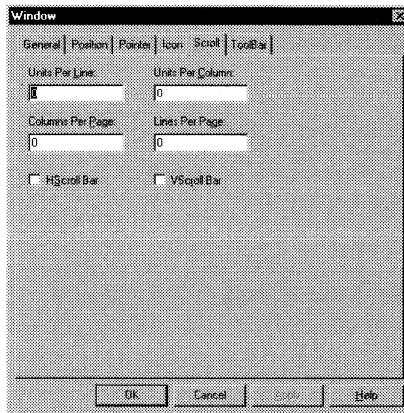 Window
General Position Pointer Icon Scroll ToolBar
Units Per Line: Units Per Column:
0 0
Columns Per Page: Lines Per Page:
0 0
HScroll Bar VScroll Bar
OK Cancel Apply Help